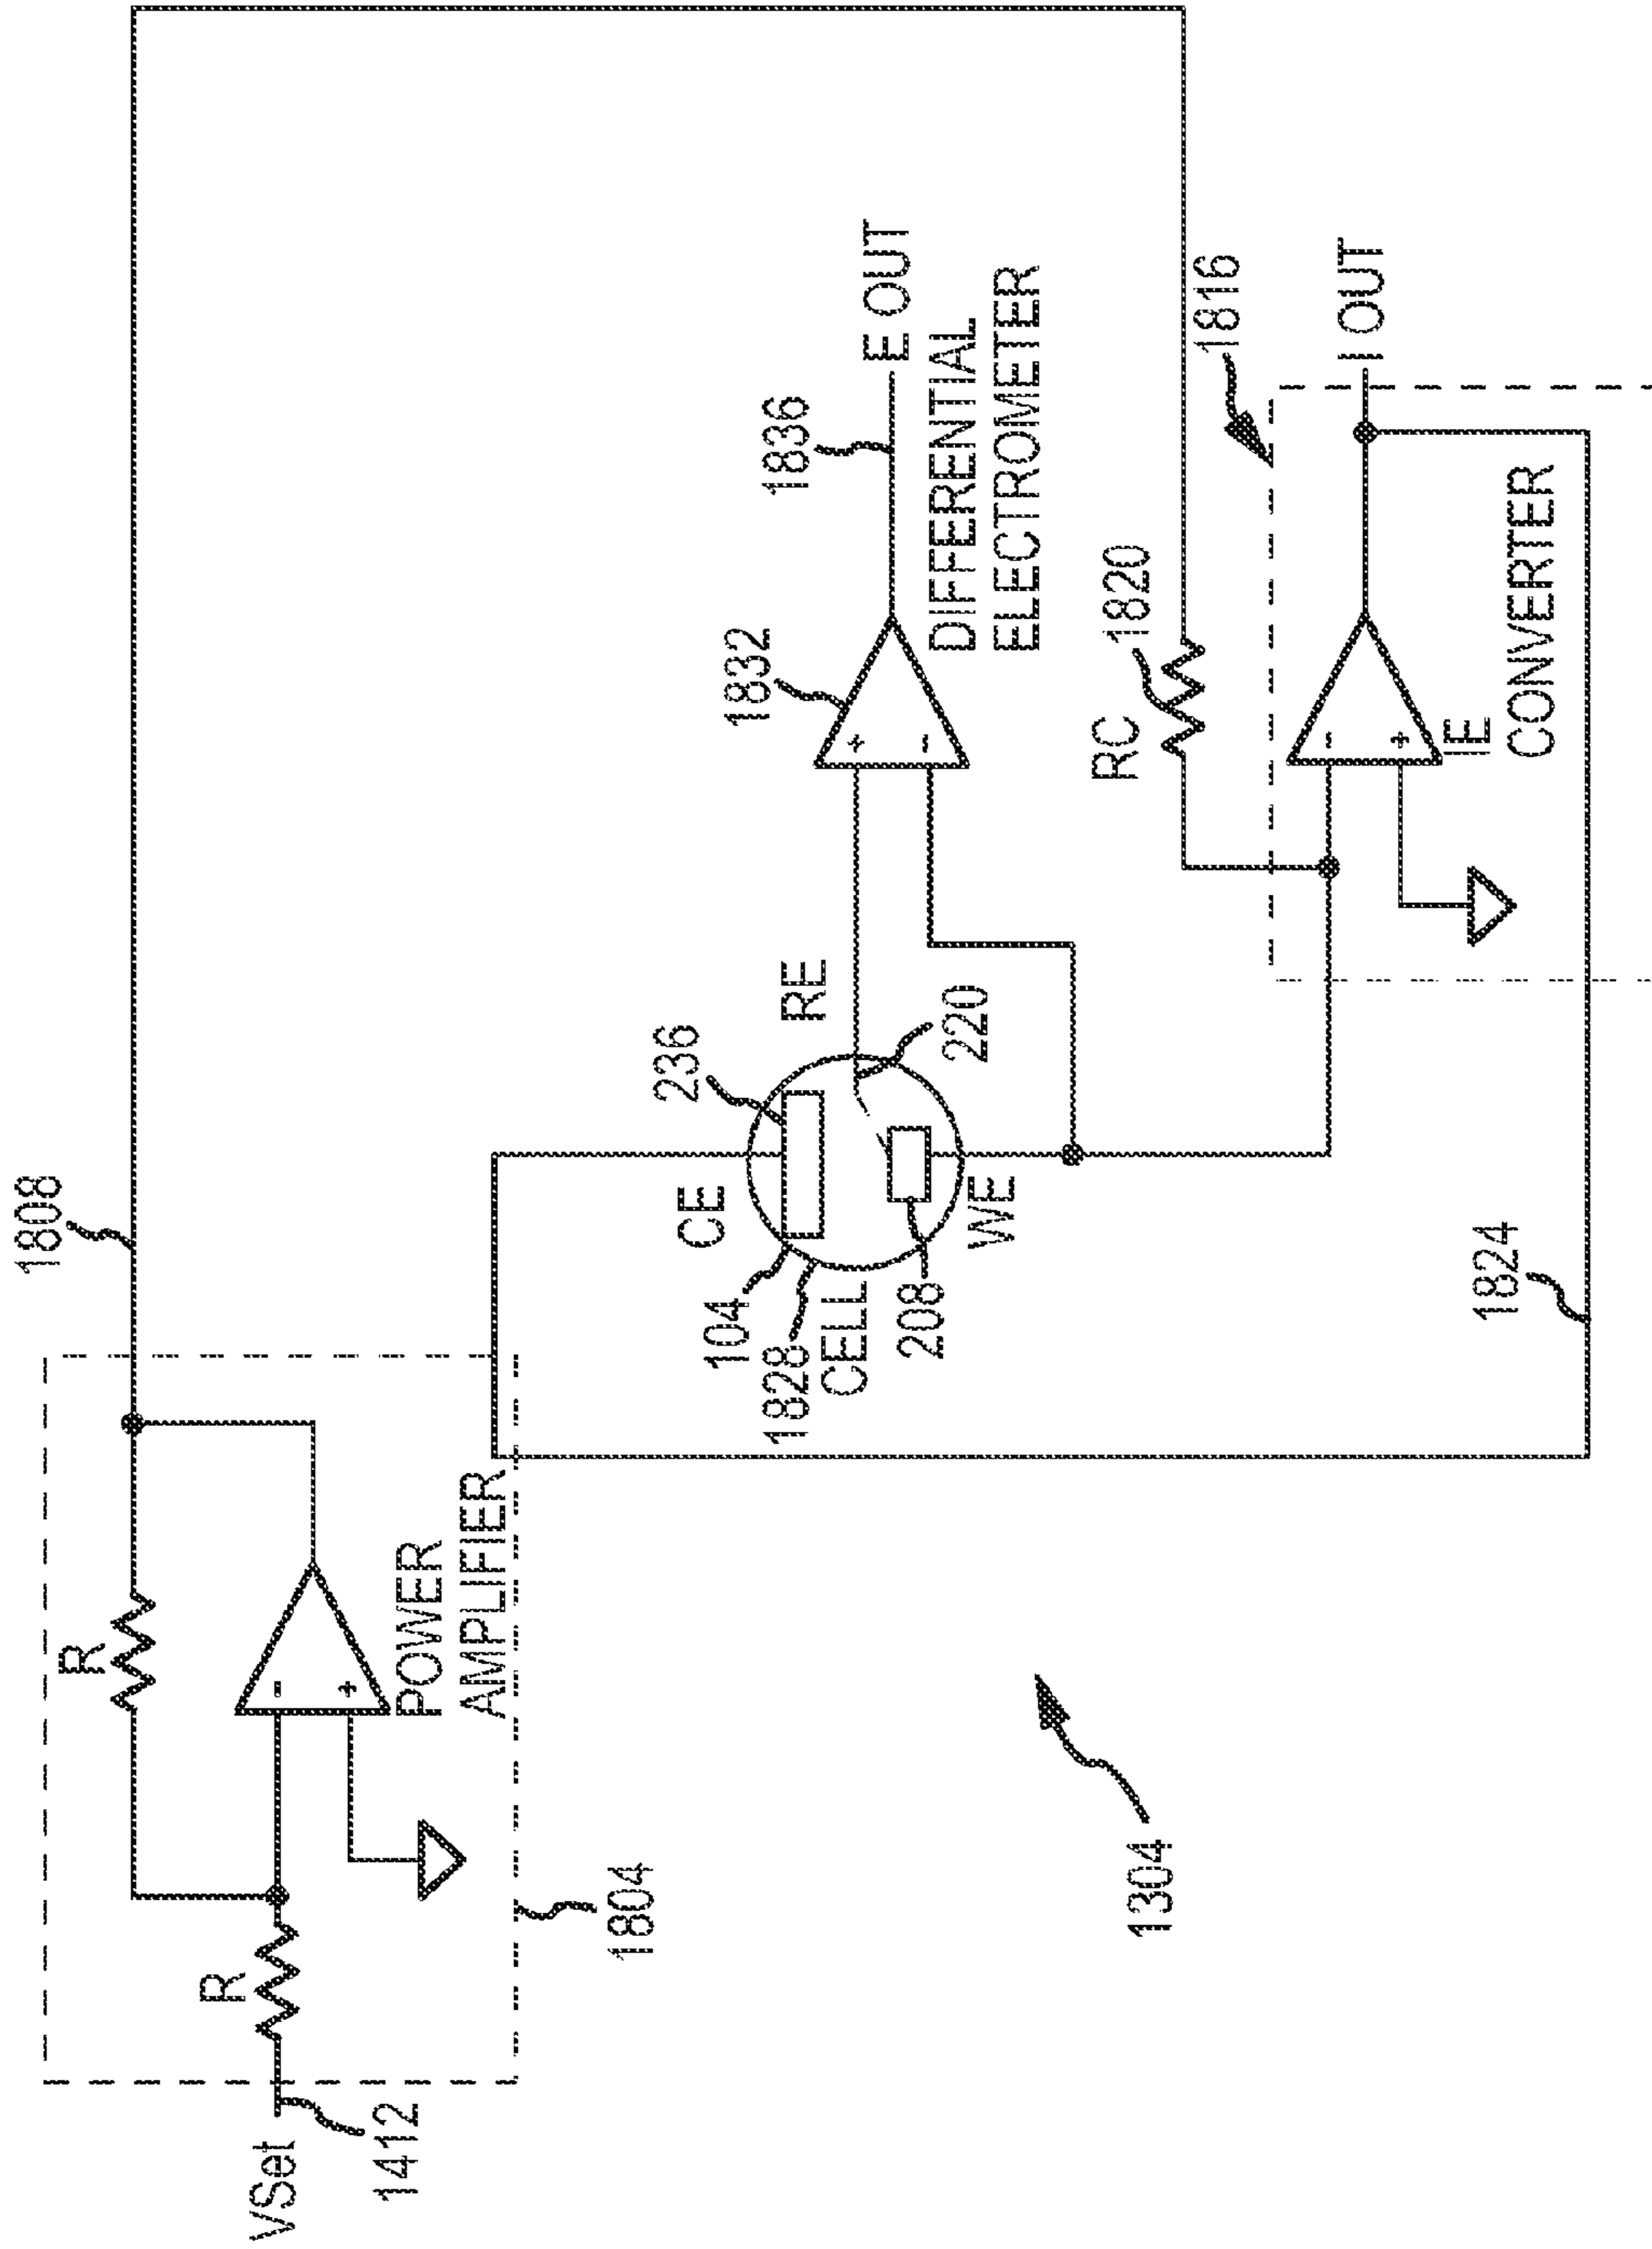 VSet
1412
R
R
POWER
AMPLIFIER
1804
1808
CE
236
104
1828
CELL
208
WE
RE
220
1832
1836
E OUT
DIFFERENTIAL
ELECTROMETER
RC
1820
1816
I OUT
IE
CONVERTER
1824
1304
+
-
+
-
-
+